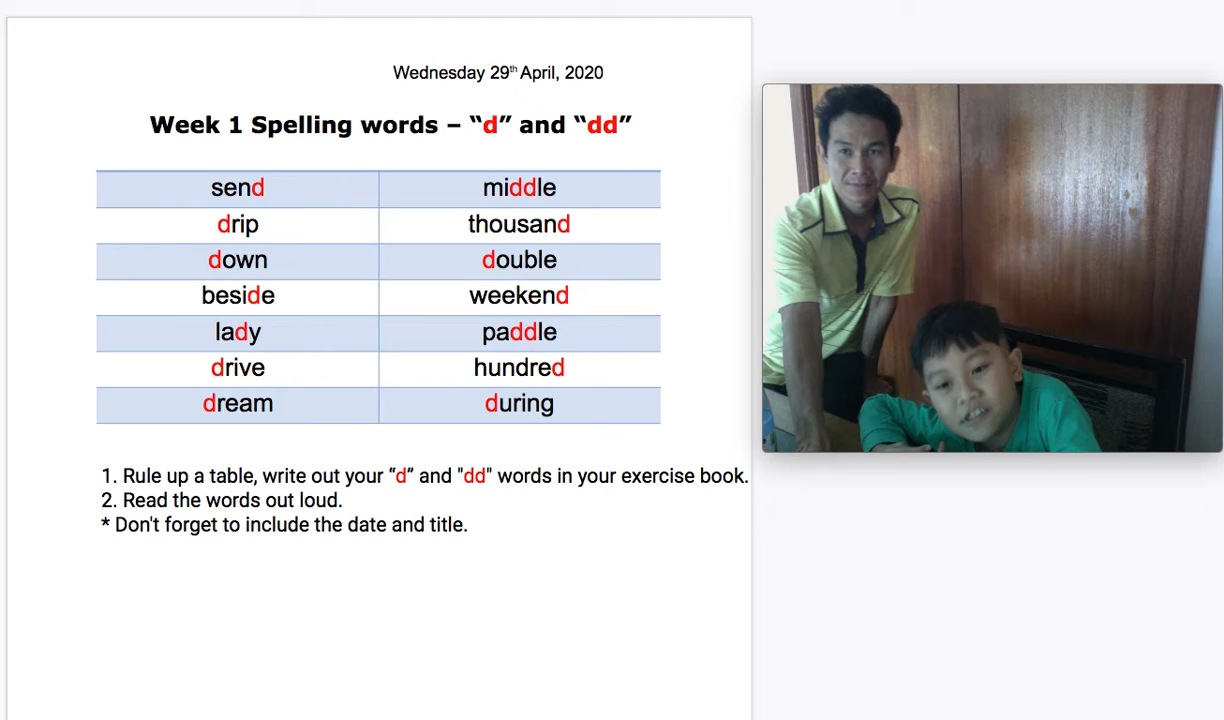 Wednesday 29th April, 2020
Week 1 Spelling words – “d” and “dd”
send middle
drip thousand
down double
beside weekend
lady paddle
drive hundred
dream during
1. Rule up a table, write out your “d” and "dd" words in your exercise book.
2. Read the words out loud.
* Don't forget to include the date and title.